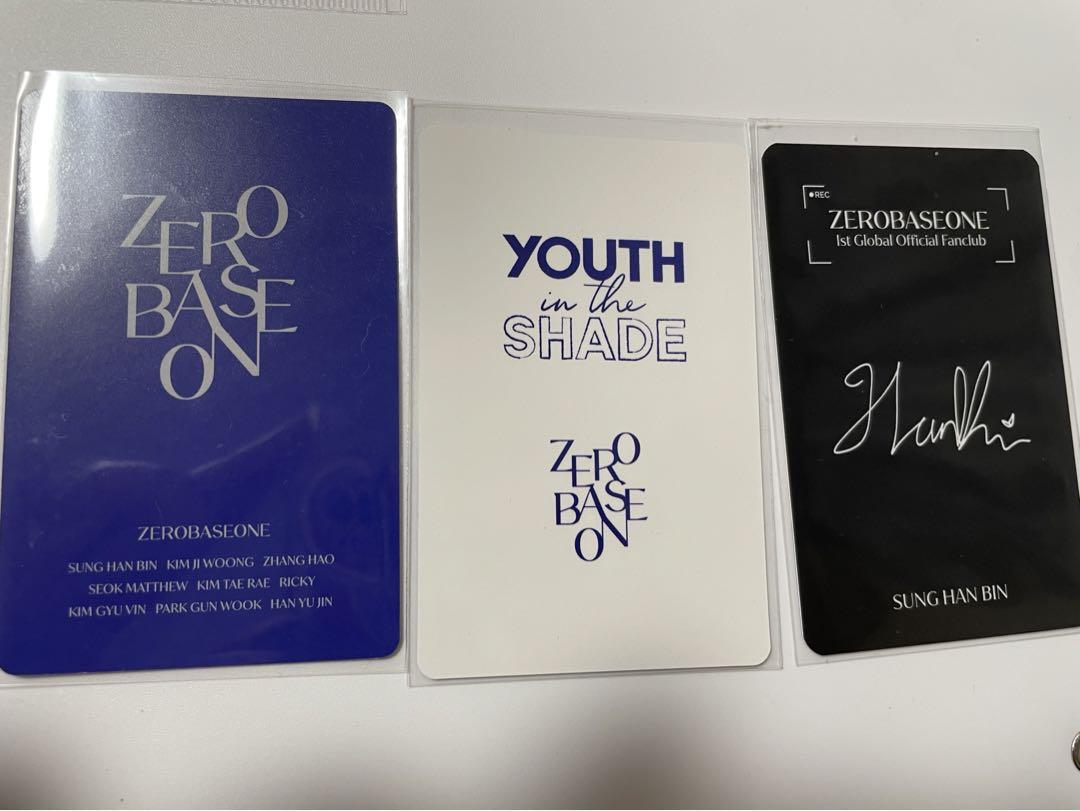 ZERO
BASE
ON
ZEROBASEONE
SUNG HAN BIN KIM JI WOONG ZHANG HAO
SEOK MATTHEW KIM TAE RAE RICKY
KIM GYU VIN PARK GUN WOOK HAN YU JIN
YOUTH
in the
SHADE
ZERO
BASE
ON
REC
ZEROBASEONE
1st Global Official Fanclub
Hanbin
SUNG HAN BIN